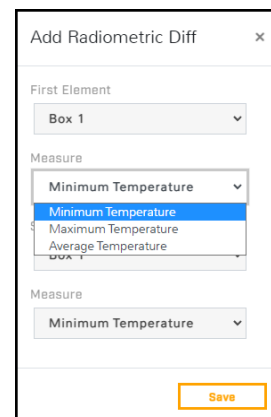 Add Radiometric Diff ×
First Element
Box 1
Measure
Minimum Temperature
Minimum Temperature
Maximum Temperature
Average Temperature
Box 1
Measure
Minimum Temperature
Save